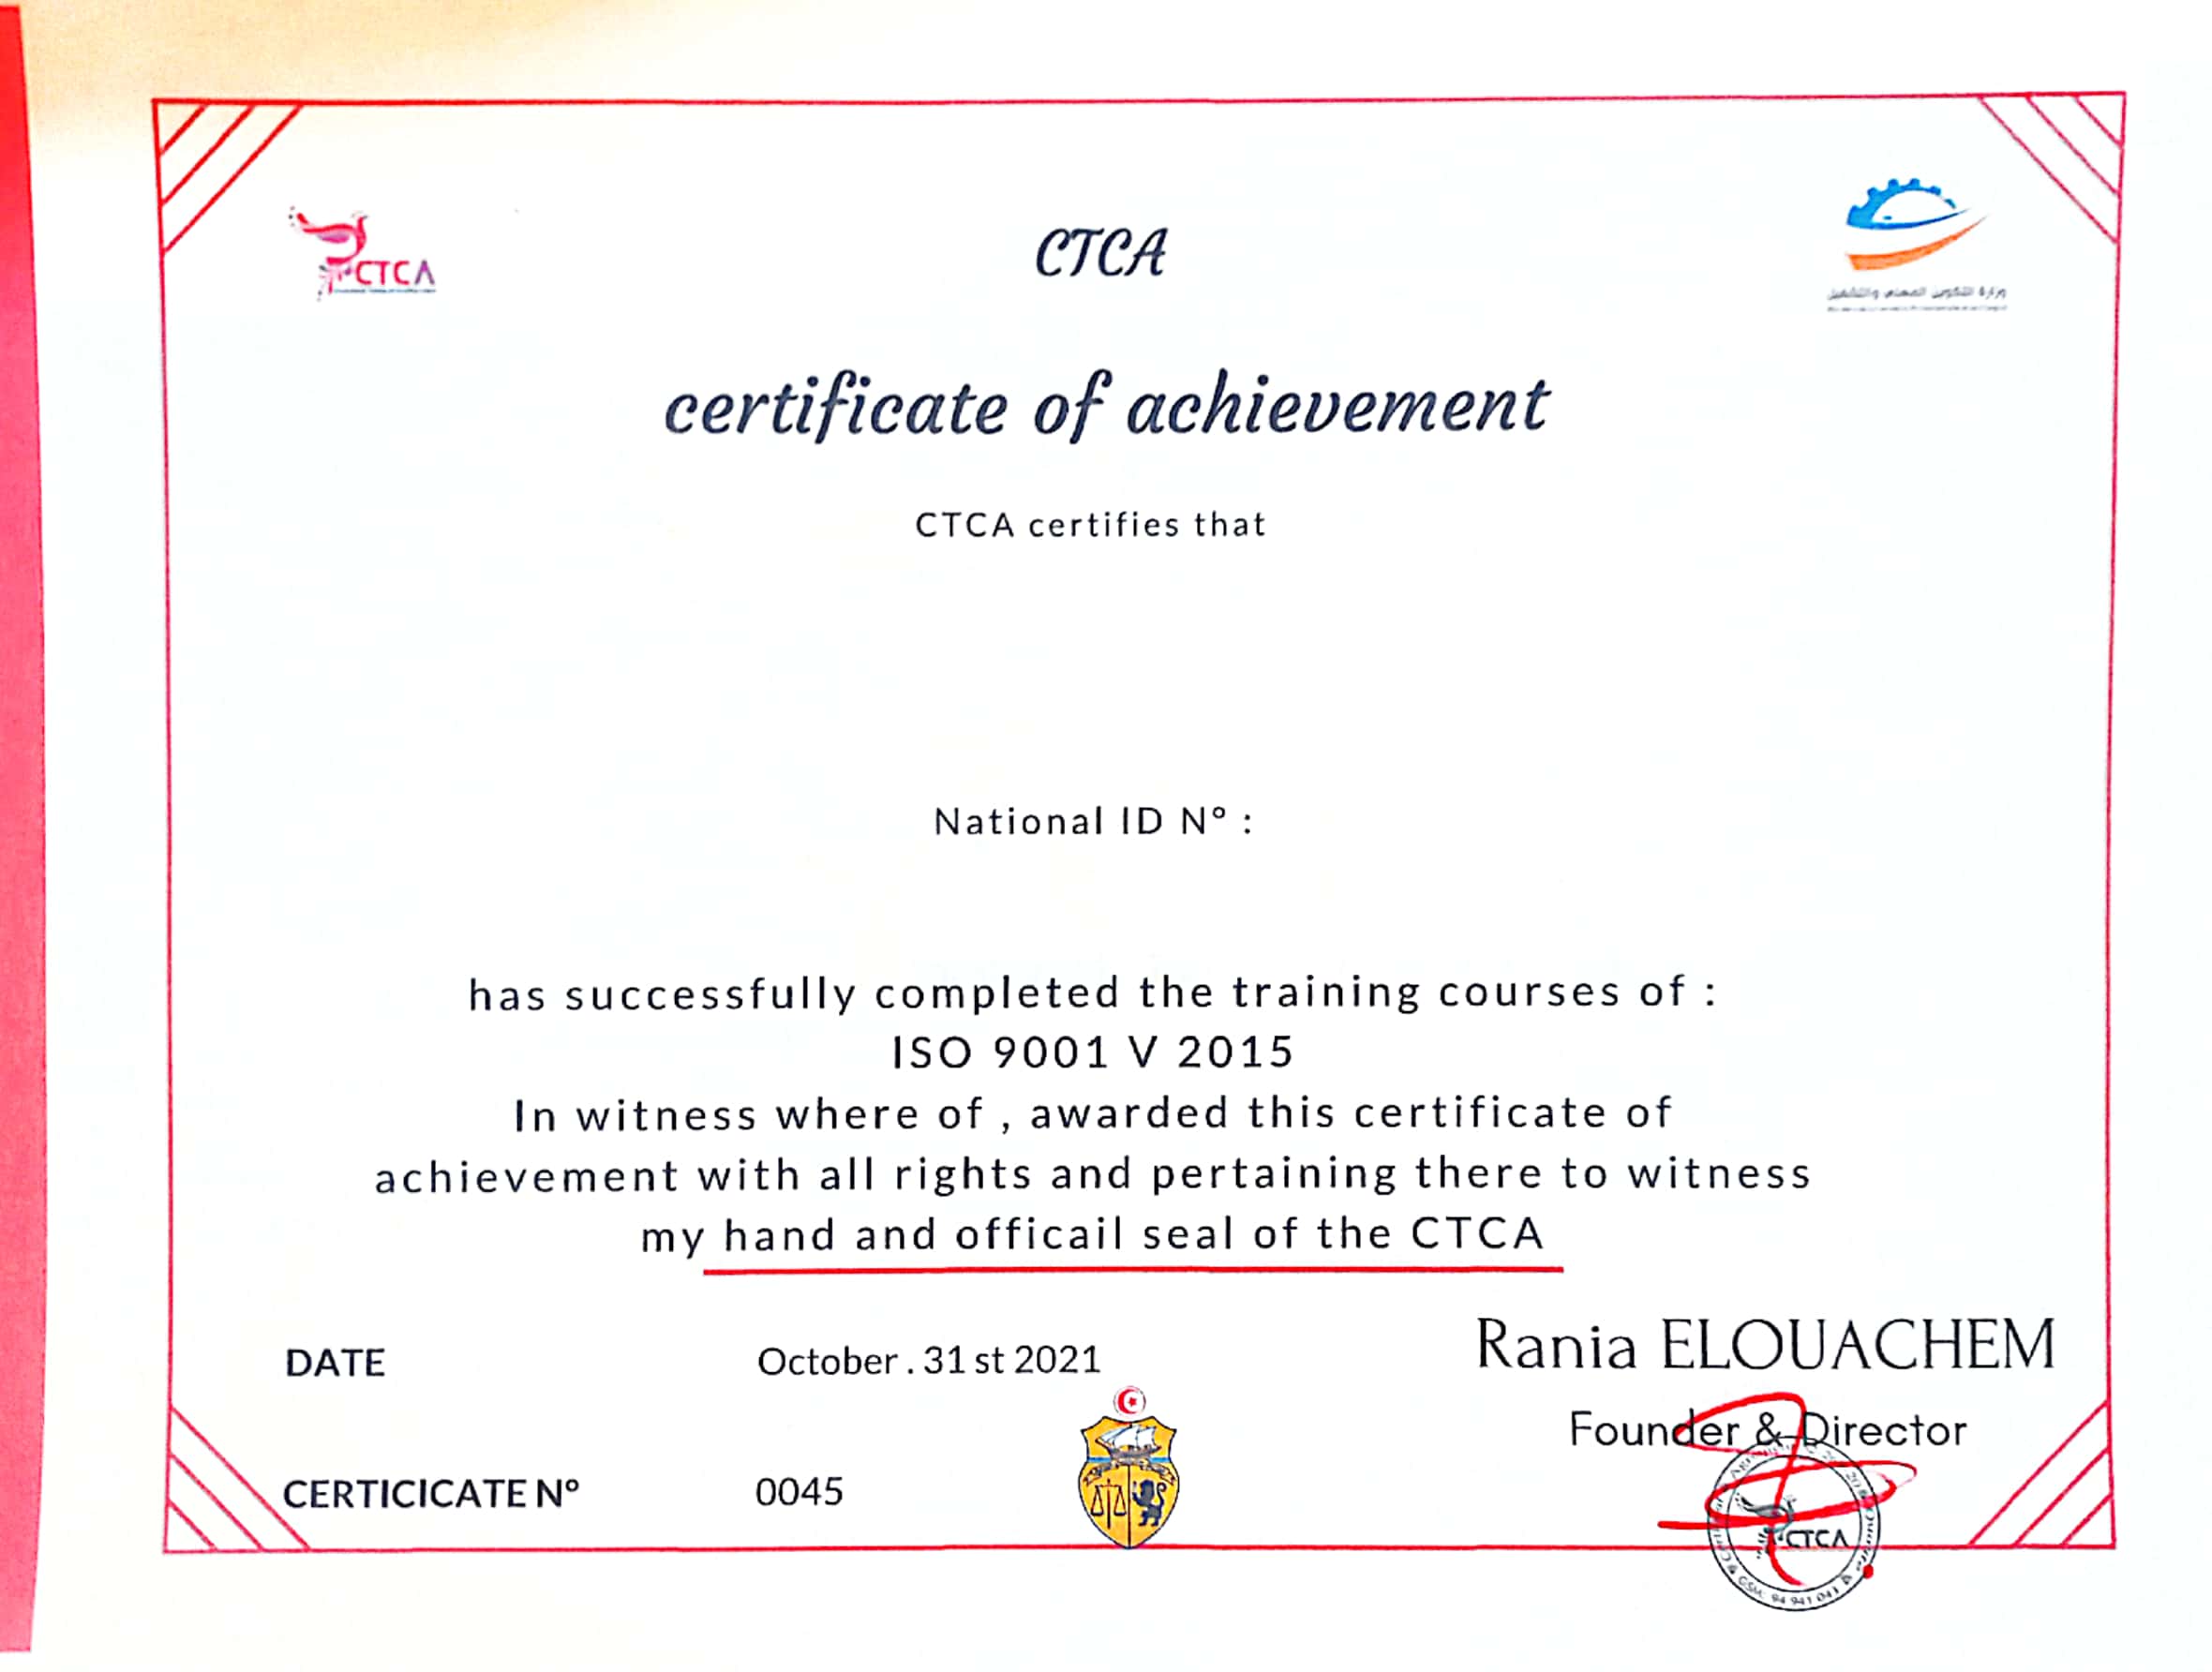 CTCA
CTCA
وزارة التكوين المهني والتشغيل
certificate of achievement
CTCA certifies that
National ID N° :
has successfully completed the training courses of :
ISO 9001 V 2015
In witness where of , awarded this certificate of
achievement with all rights and pertaining there to witness
my hand and officail seal of the CTCA
DATE
October . 31 st 2021
Rania ELOUACHEM
Founder & Director
CERTICICATE N°
0045
CTCA
GSM: 94 941 041